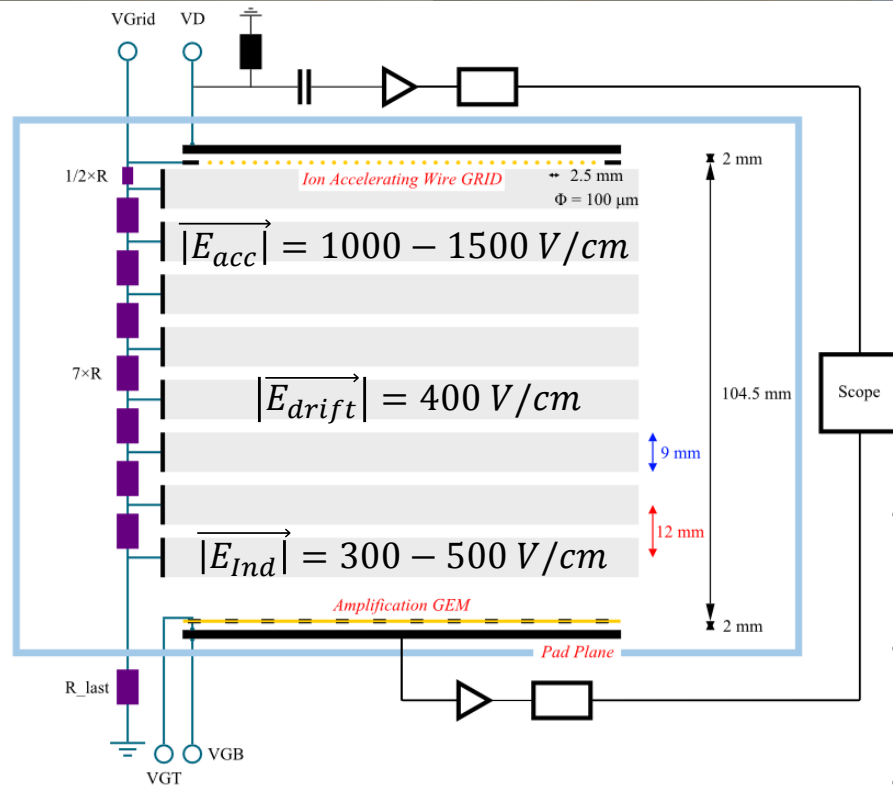 VGrid VD
2 mm
1/2×R
Ion Accelerating Wire GRID
2.5 mm
Φ = 100 μm
|E_acc| = 1000 − 1500 V/cm
7×R
|E_drift| = 400 V/cm
104.5 mm
Scope
9 mm
12 mm
|E_Ind| = 300 − 500 V/cm
Amplification GEM
2 mm
Pad Plane
R_last
VGB
VGT